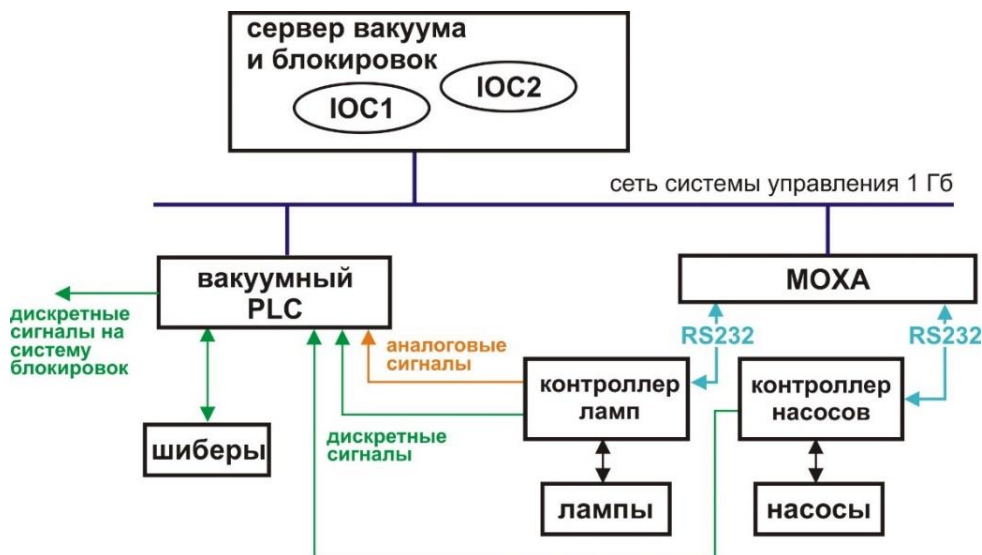 сервер вакуума
и блокировок
IOC1
IOC2
сеть системы управления 1 Гб
вакуумный
PLC
MOXA
дискретные
сигналы на
систему
блокировок
аналоговые
сигналы
RS232
RS232
контроллер
ламп
контроллер
насосов
шиберы
дискретные
сигналы
лампы
насосы